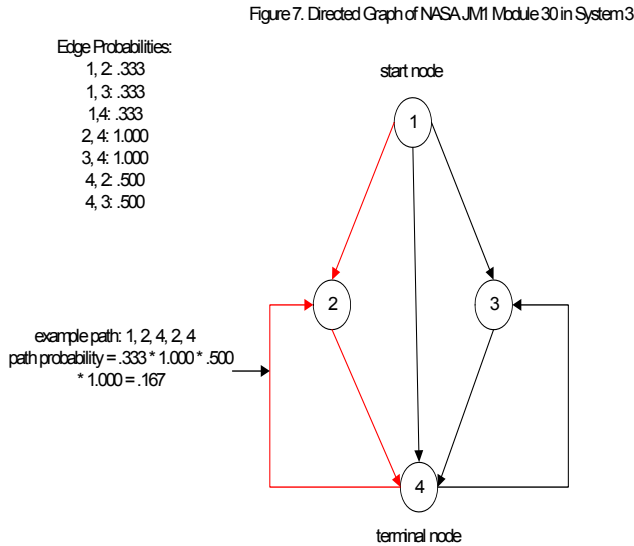 Figure 7. Directed Graph of NASA JM1 Module 30 in System 3
Edge Probabilities:
1, 2: .333
1, 3: .333
1,4: .333
2, 4: 1.000
3, 4: 1.000
4, 2: .500
4, 3: .500
start node
1
2
3
example path: 1, 2, 4, 2, 4
path probability = .333 * 1.000 * .500
* 1.000 = .167
4
terminal node